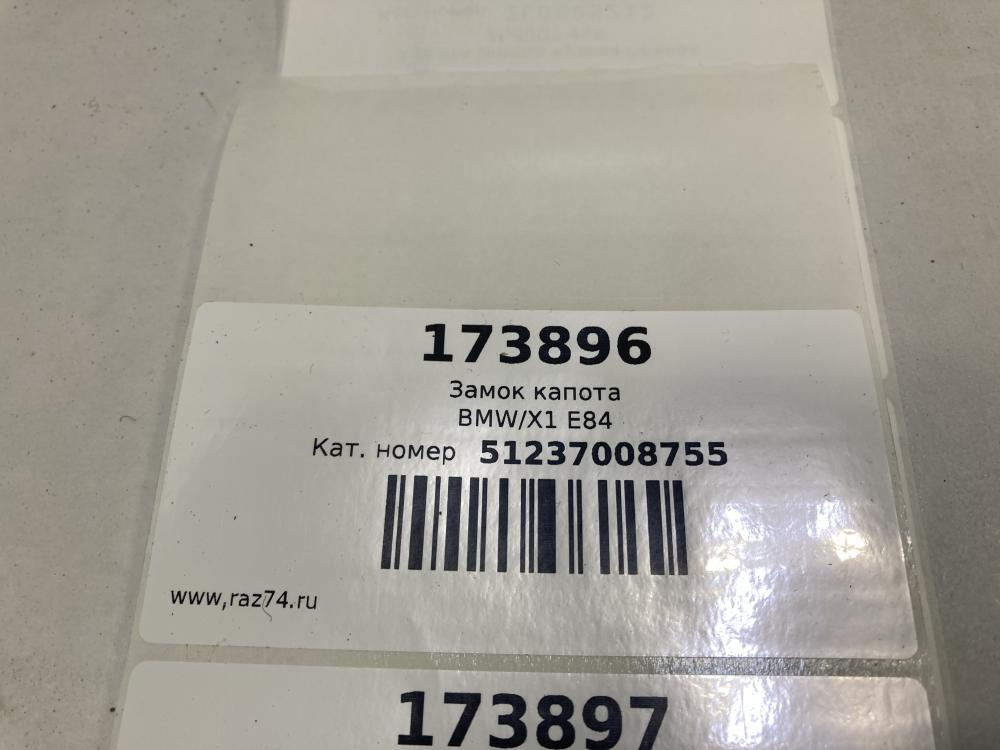 173896
Замок капота
BMW/X1 E84
Кат. номер 51237008755
www,raz74.ru
173897